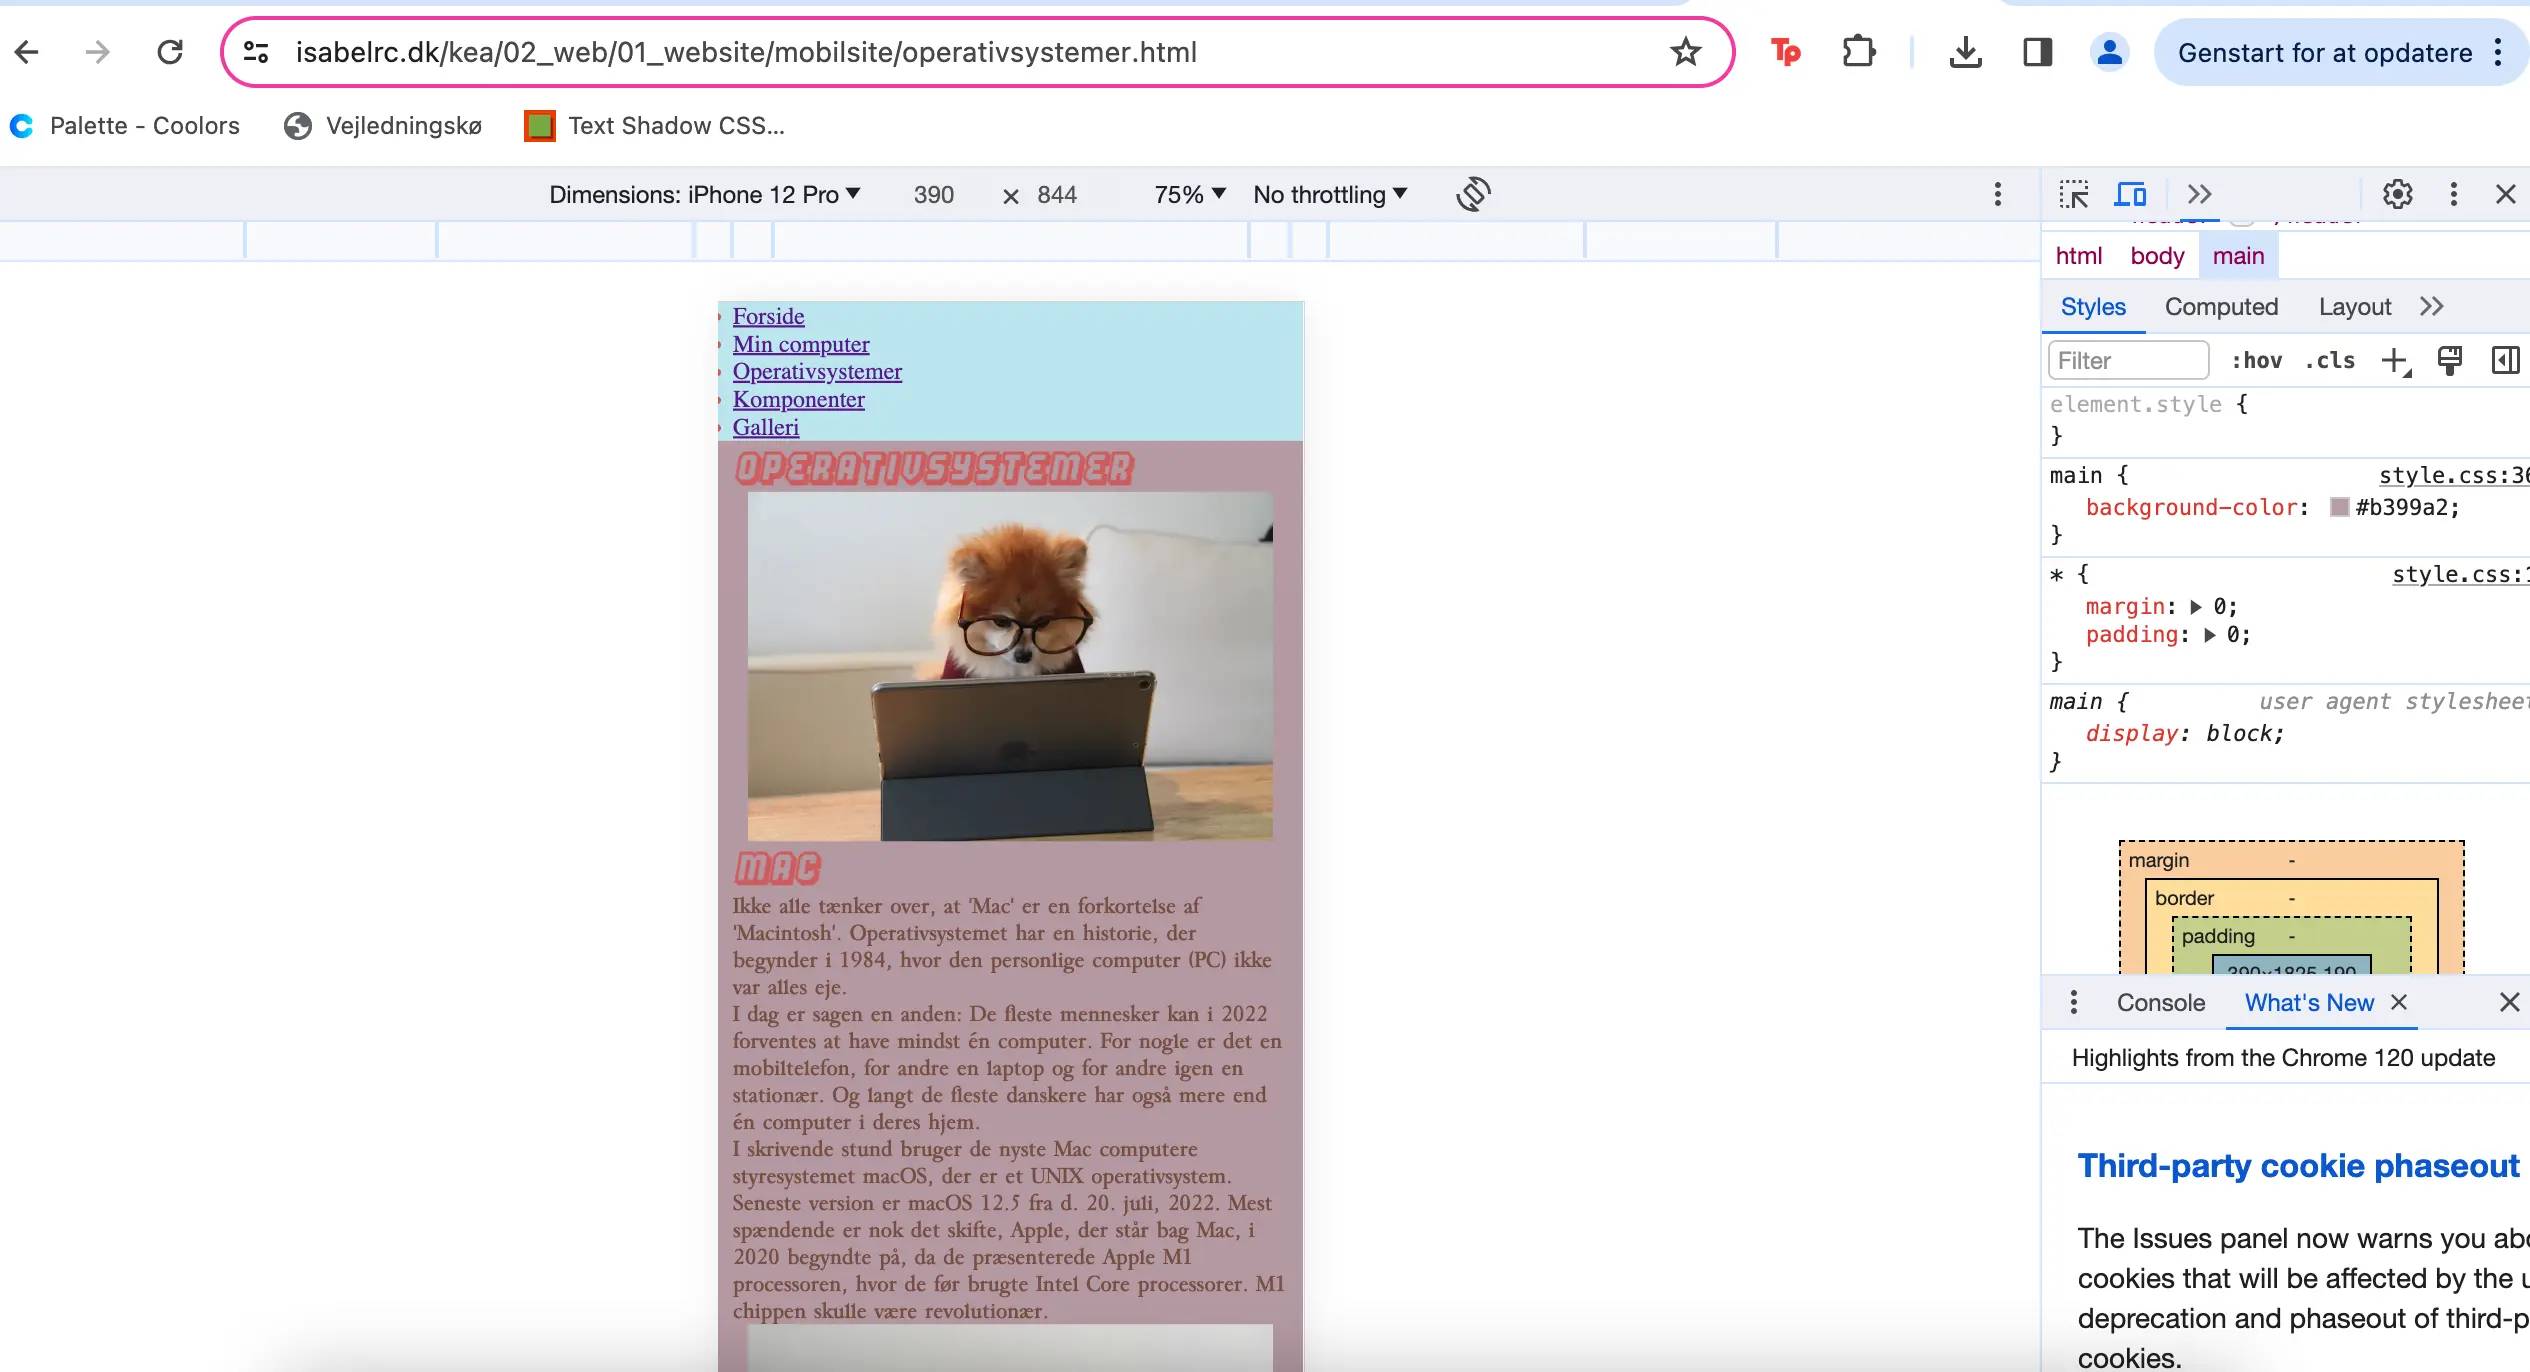 isabelrc.dk/kea/02_web/01_website/mobilsite/operativsystemer.html
Tp
Genstart for at opdatere
Palette - Coolors
Vejledningskø
Text Shadow CSS...
Dimensions: iPhone 12 Pro
390
×
844
75%
No throttling
html
body
main
Styles
Computed
Layout
Filter
:hov
.cls
element.style {
}
main {
style.css:36
background-color: #b399a2;
}
* {
style.css:1
margin: 0;
padding: 0;
}
main {
user agent stylesheet
display: block;
}
margin
-
border
-
padding
-
390×1825.190
Console
What's New
Highlights from the Chrome 120 update
Third-party cookie phaseout
The Issues panel now warns you
cookies that will be affected by the
deprecation and phaseout of
cookies.
Forside
Min computer
Operativsystemer
Komponenter
Galleri
OPERATIVSYSTEMER
MAC
Ikke alle tænker over, at 'Mac' er en forkortelse af
'Macintosh'. Operativsystemet har en historie, der
begynder i 1984, hvor den personlige computer (PC) ikke
var alles eje.
I dag er sagen en anden: De fleste mennesker kan i 2022
forventes at have mindst én computer. For nogle er det en
mobiltelefon, for andre en laptop og for andre igen en
stationær. Og langt de fleste danskere har også mere end
én computer i deres hjem.
I skrivende stund bruger de nyste Mac computere
styresystemet macOS, der er et UNIX operativsystem.
Seneste version er macOS 12.5 fra d. 20. juli, 2022. Mest
spændende er nok det skifte, Apple, der står bag Mac, i
2020 begyndte på, da de præsenterede Apple M1
processoren, hvor de før brugte Intel Core processorer. M1
chippen skulle være revolutionær.